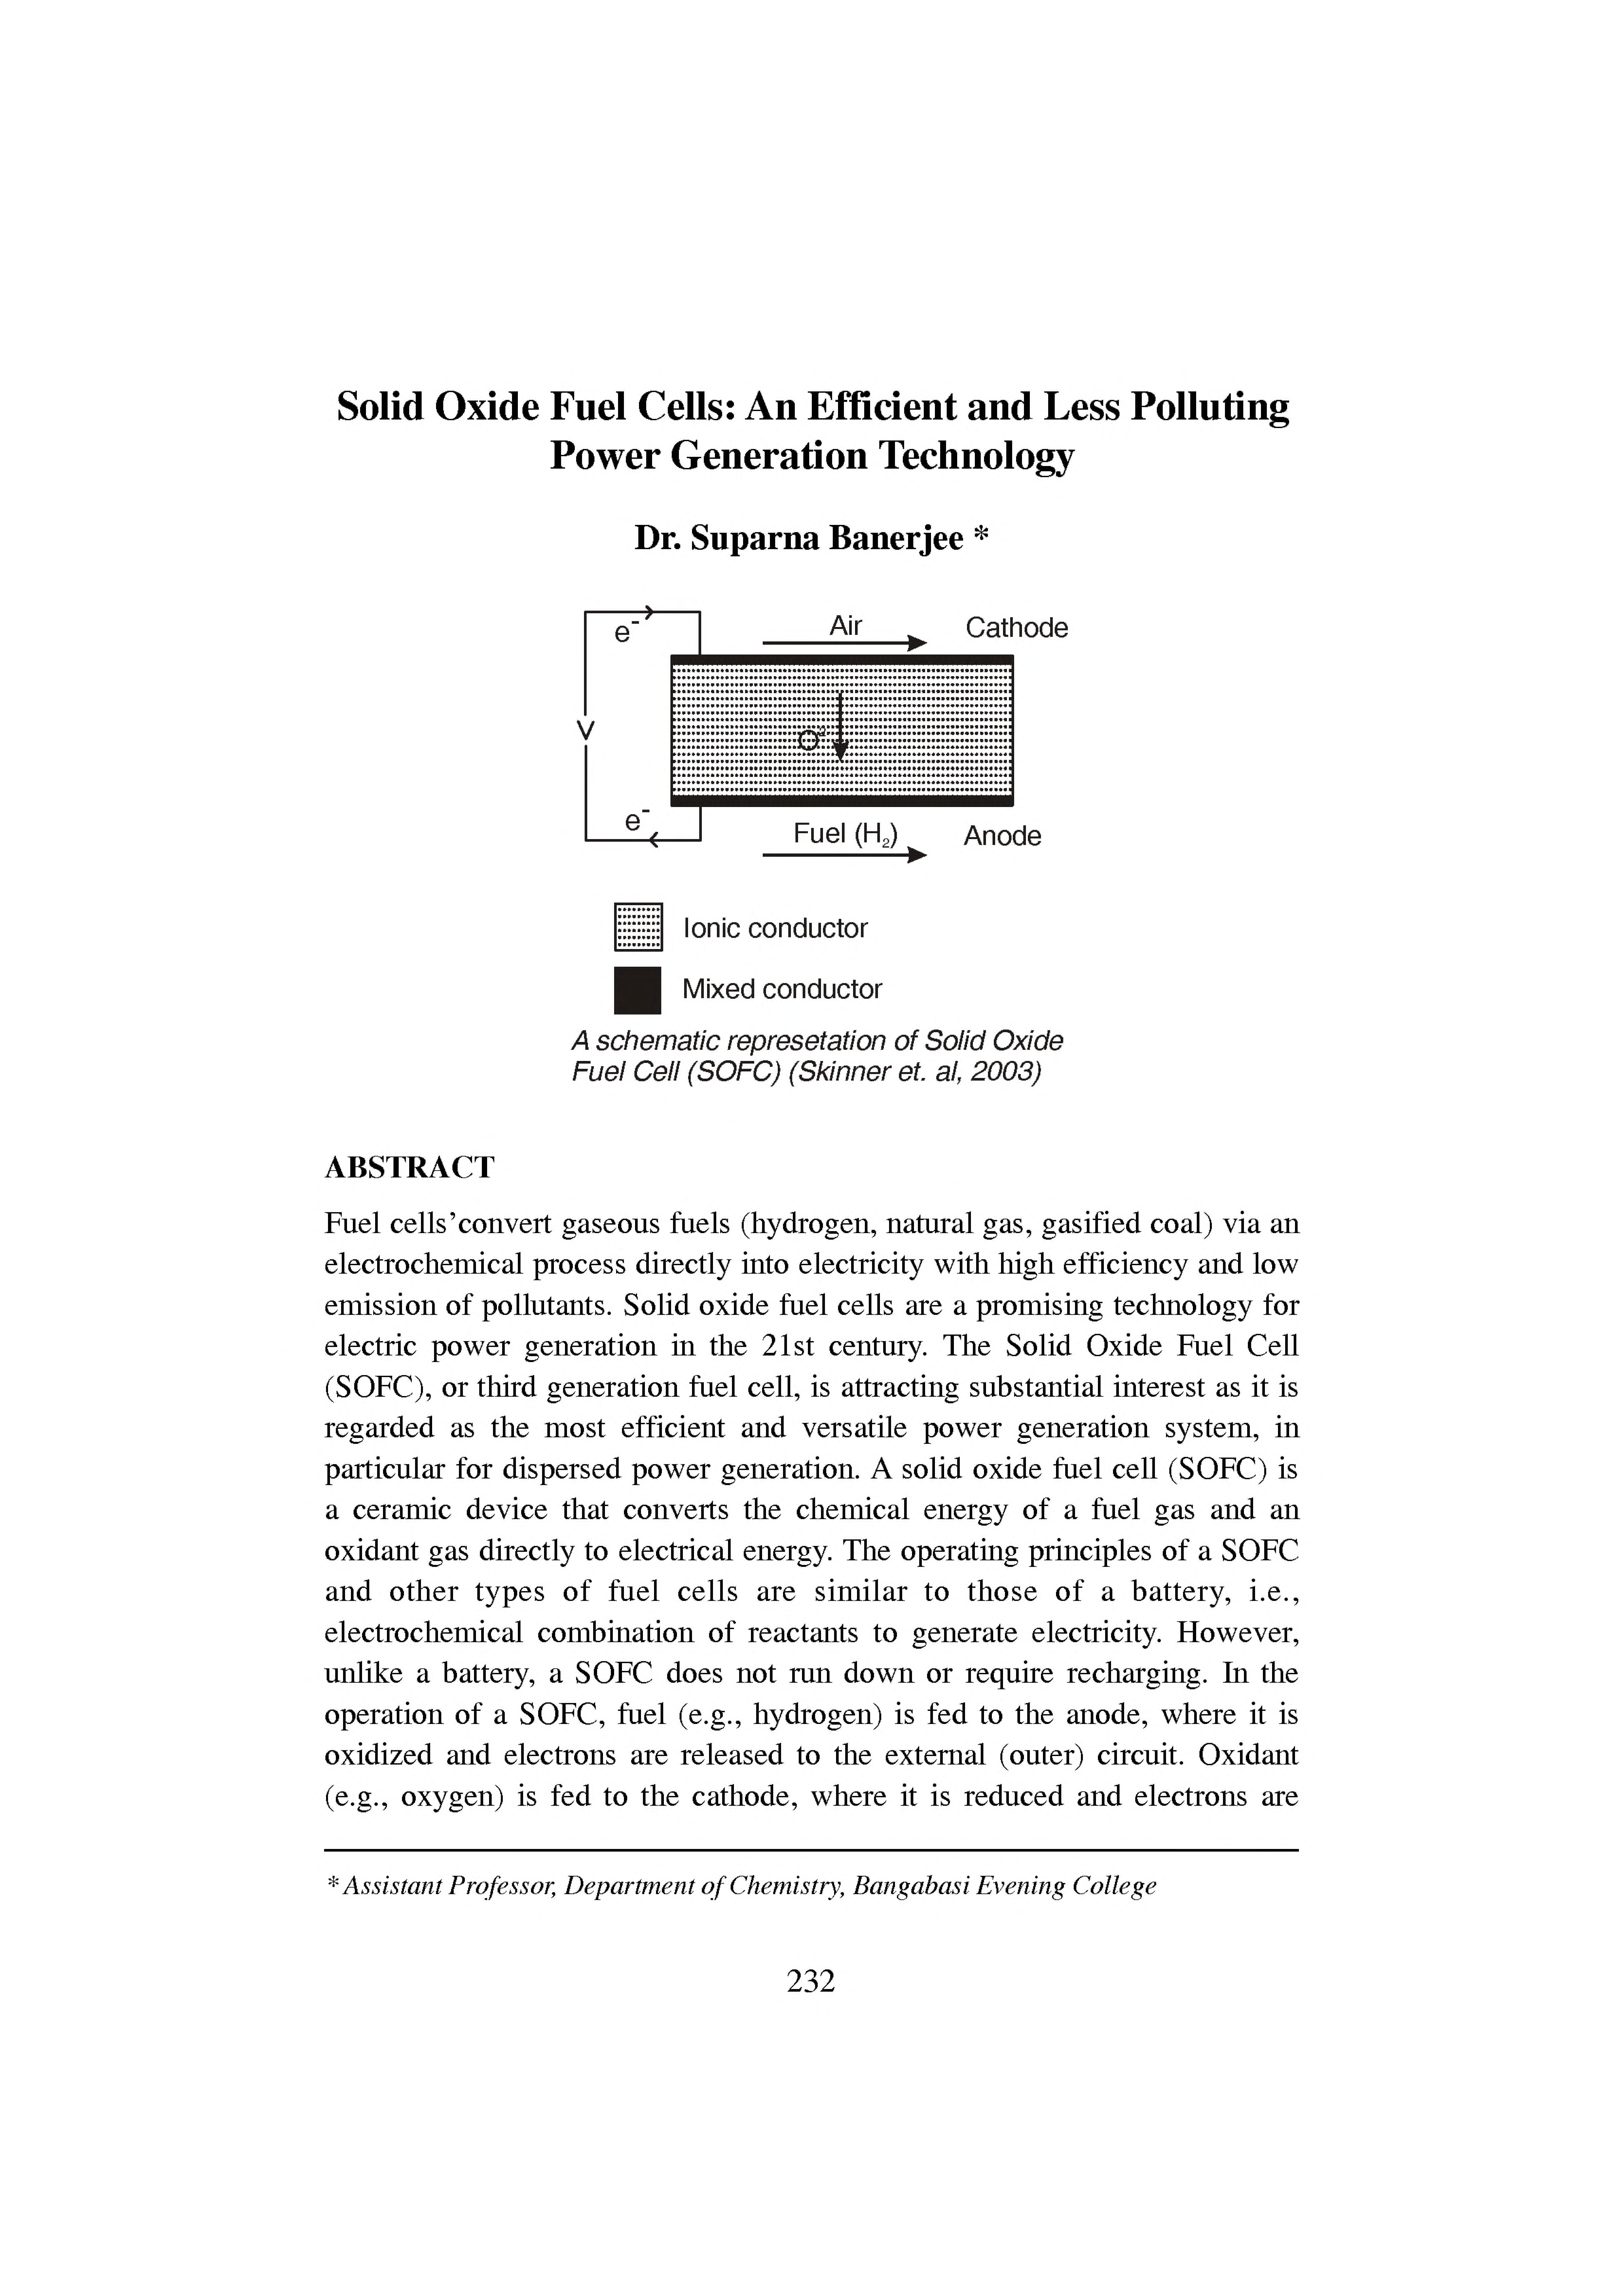 Solid Oxide Fuel Cells: An Efficient and Less Polluting
Power Generation Technology
Dr. Suparna Banerjee *
e-
Air
Cathode
V
O2-
e-
Fuel (H2)
Anode
Ionic conductor
Mixed conductor
A schematic represetation of Solid Oxide
Fuel Cell (SOFC) (Skinner et. al, 2003)
ABSTRACT
Fuel cells'convert gaseous fuels (hydrogen, natural gas, gasified coal) via an
electrochemical process directly into electricity with high efficiency and low
emission of pollutants. Solid oxide fuel cells are a promising technology for
electric power generation in the 21st century. The Solid Oxide Fuel Cell
(SOFC), or third generation fuel cell, is attracting substantial interest as it is
regarded as the most efficient and versatile power generation system, in
particular for dispersed power generation. A solid oxide fuel cell (SOFC) is
a ceramic device that converts the chemical energy of a fuel gas and an
oxidant gas directly to electrical energy. The operating principles of a SOFC
and other types of fuel cells are similar to those of a battery, i.e.,
electrochemical combination of reactants to generate electricity. However,
unlike a battery, a SOFC does not run down or require recharging. In the
operation of a SOFC, fuel (e.g., hydrogen) is fed to the anode, where it is
oxidized and electrons are released to the external (outer) circuit. Oxidant
(e.g., oxygen) is fed to the cathode, where it is reduced and electrons are
* Assistant Professor, Department of Chemistry, Bangabasi Evening College
232